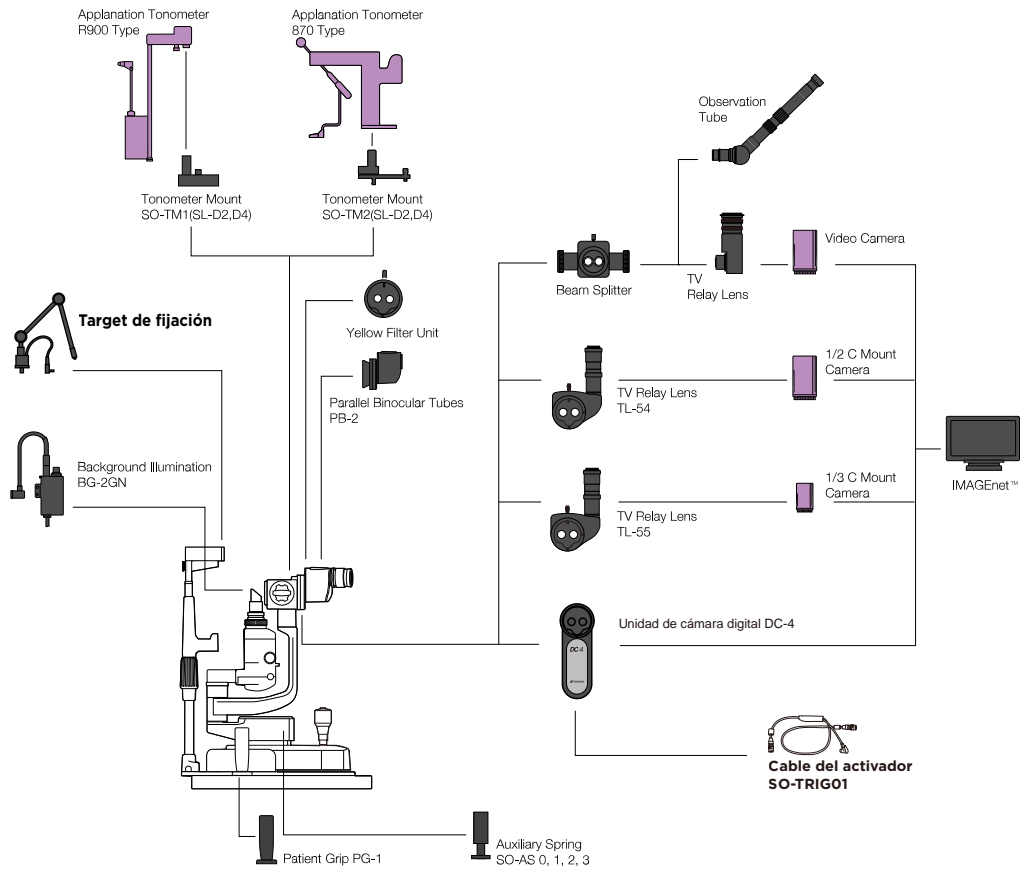 Applanation Tonometer
R900 Type
Applanation Tonometer
870 Type
Tonometer Mount
SO-TM1(SL-D2,D4)
Tonometer Mount
SO-TM2(SL-D2,D4)
Observation
Tube
Beam Splitter
TV
Relay Lens
Video Camera
Target de fijación
Yellow Filter Unit
Parallel Binocular Tubes
PB-2
TV Relay Lens
TL-54
1/2 C Mount
Camera
Background Illumination
BG-2GN
TV Relay Lens
TL-55
1/3 C Mount
Camera
IMAGEnet™
Unidad de cámara digital DC-4
DC-4
Cable del activador
SO-TRIG01
Patient Grip PG-1
Auxiliary Spring
SO-AS 0, 1, 2, 3